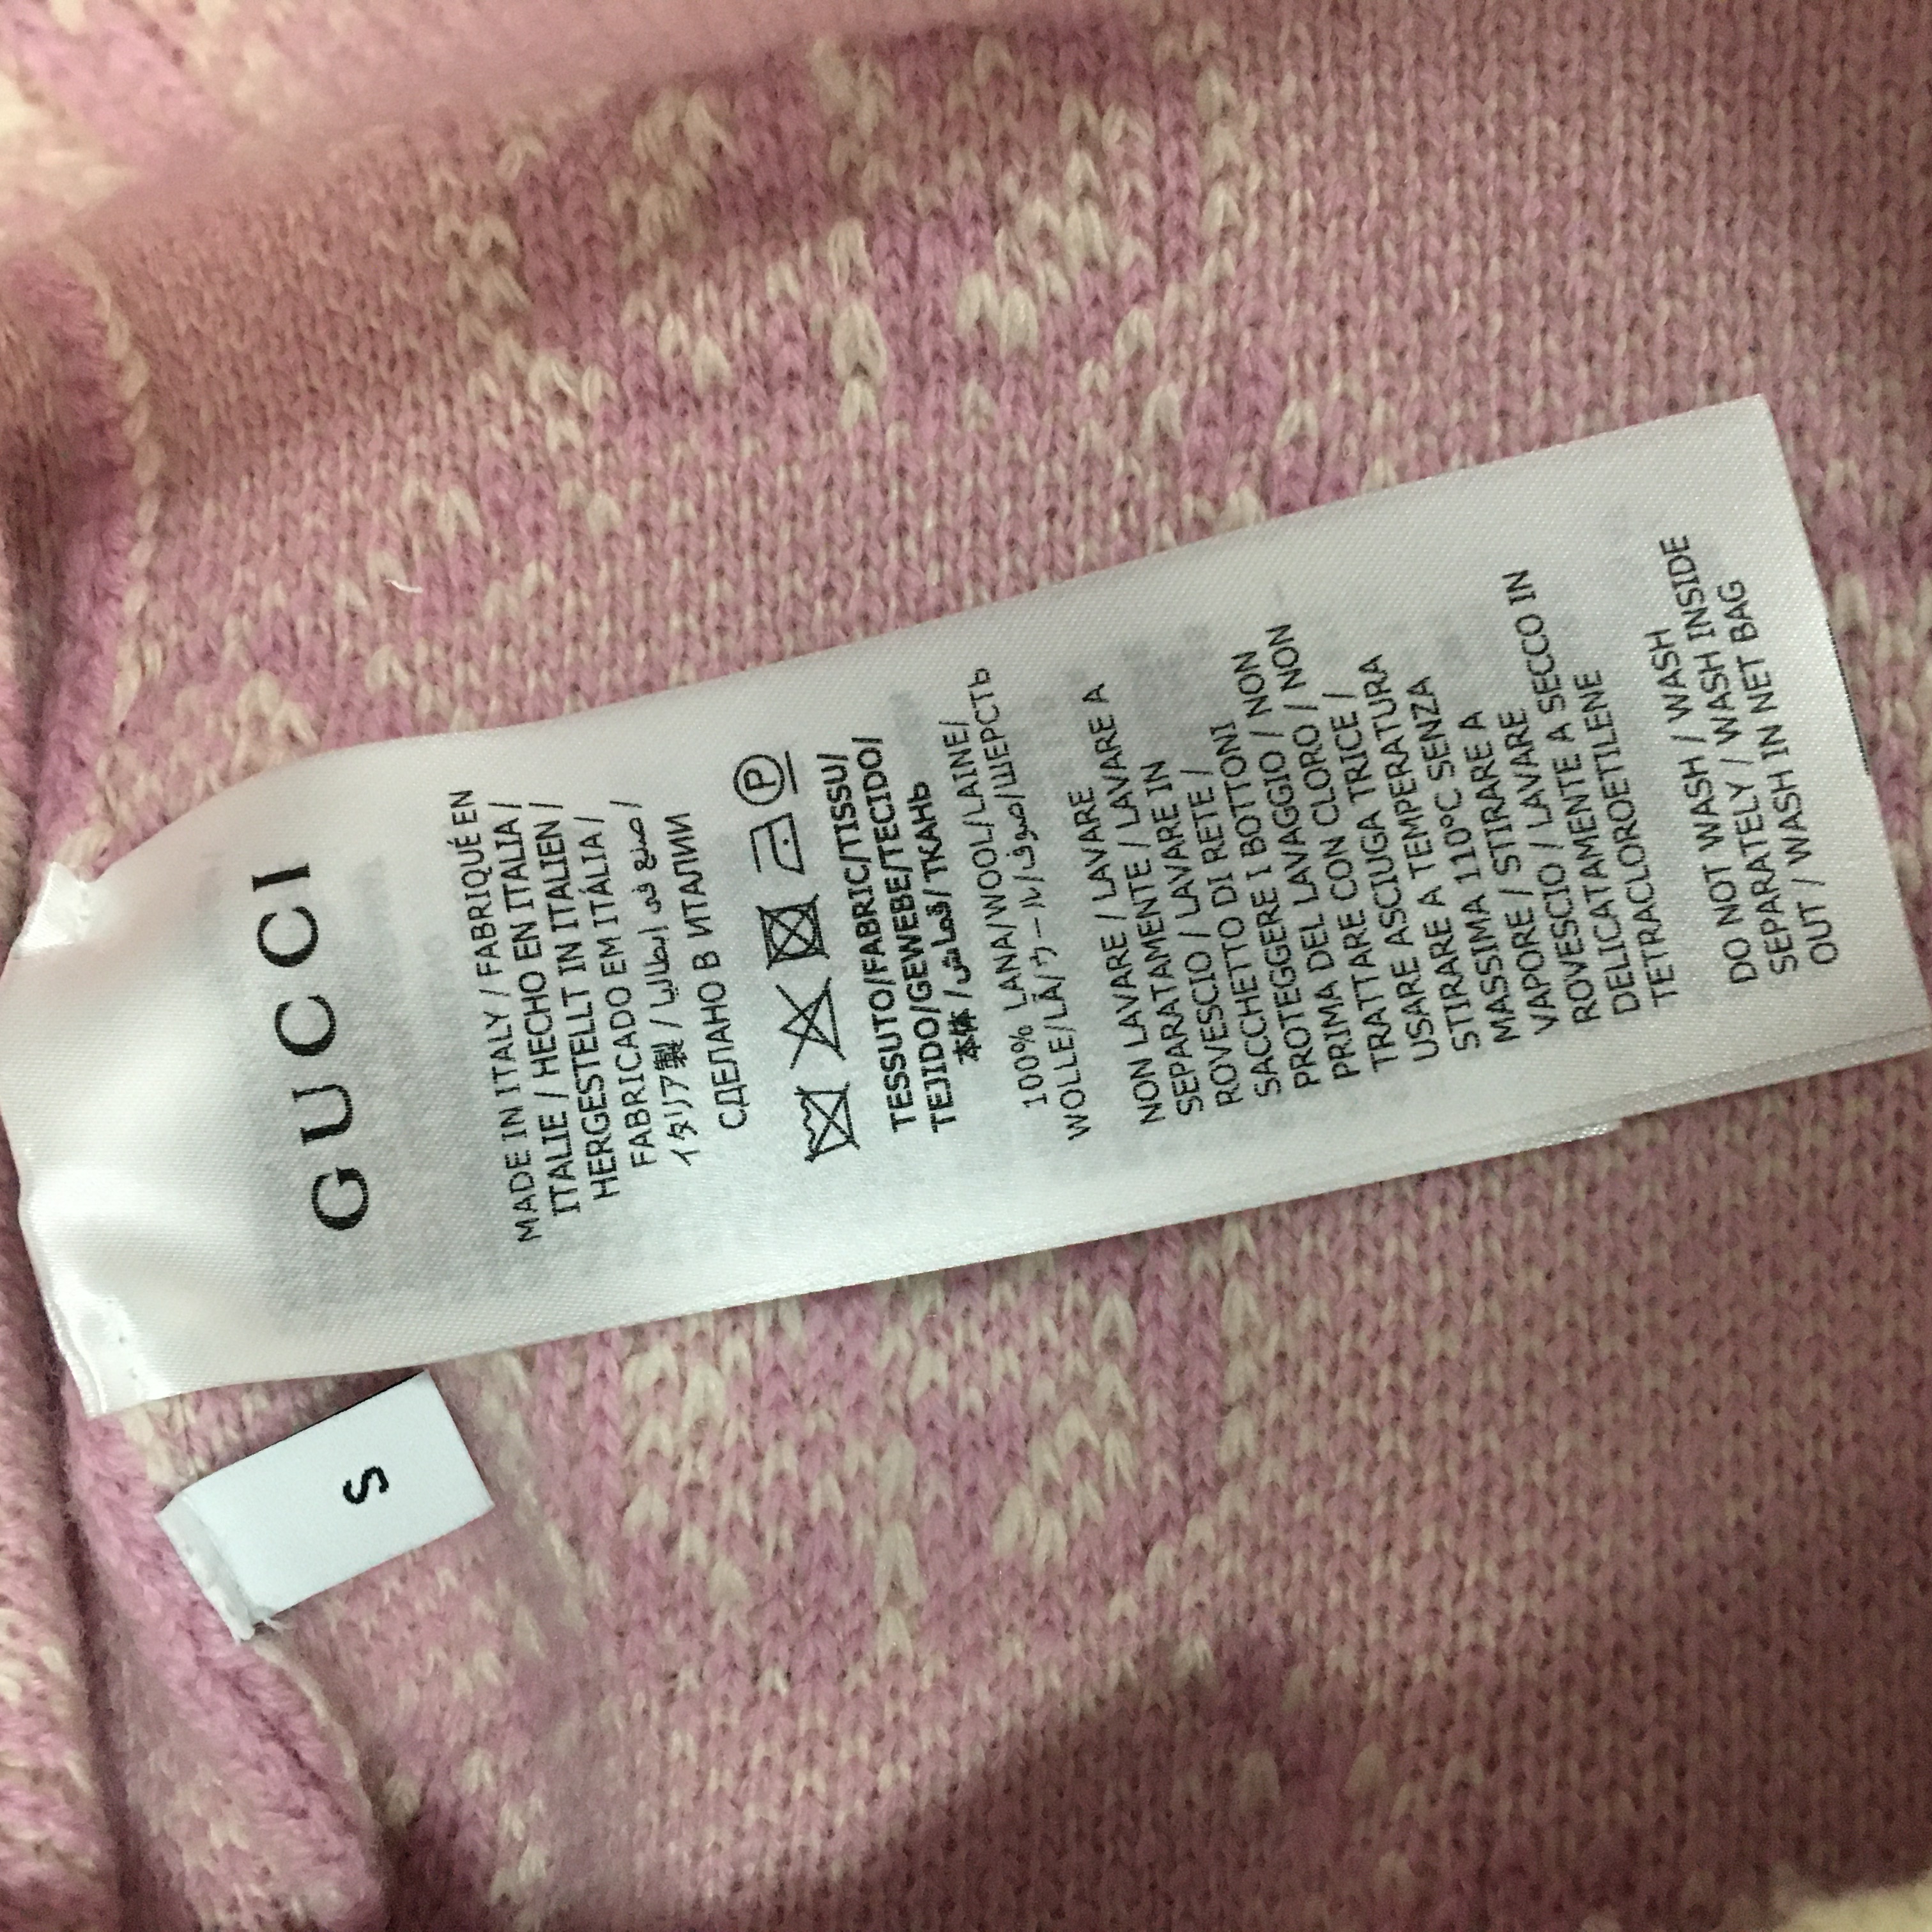 GUCCI
MADE IN ITALY / FABRIQUÉ EN
ITALIE / HECHO EN ITALIA /
HERGESTELLT IN ITALIEN /
FABRICADO EM ITÁLIA /
イタリア製 / صنع في إيطاليا /
СДЕЛАНО В ИТАЛИИ
P
TESSUTO/FABRIC/TISSU/
TEJIDO/GEWEBE/TECIDO/
本体 / قماش / ТКАНЬ
100% LANA/WOOL/LAINE/
WOLLE/LÃ/ウール/صوف/ШЕРСТЬ
NON LAVARE / LAVARE
SEPARATAMENTE / LAVARE A
ROVESCIO / LAVARE IN
SACCHETTO DI RETE /
PROTEGGERE I BOTTONI
PRIMA DEL LAVAGGIO / NON
TRATTARE CON CLORO / NON
USARE ASCIUGA TRICE /
STIRARE A TEMPERATURA
MASSIMA 110°C SENZA
VAPORE / STIRARE A
ROVESCIO / LAVARE
DELICATAMENTE A SECCO IN
TETRACLOROETILENE
DO NOT WASH / WASH
SEPARATELY / WASH INSIDE
OUT / WASH IN NET BAG
S